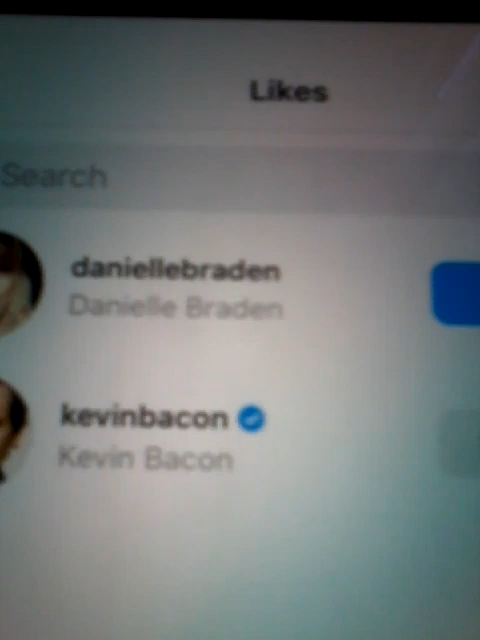 Likes
Search
daniellebraden
Danielle Braden
kevinbacon
Kevin Bacon